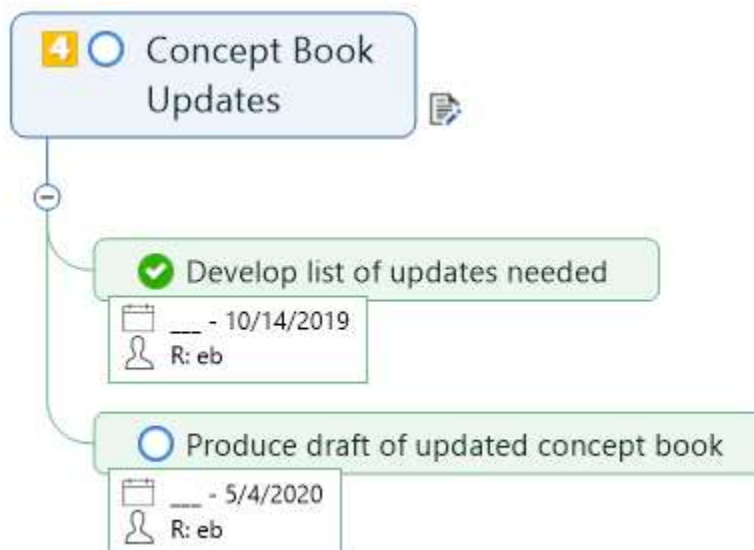 4 Concept Book
Updates
Develop list of updates needed
___ - 10/14/2019
R: eb
Produce draft of updated concept book
___ - 5/4/2020
R: eb